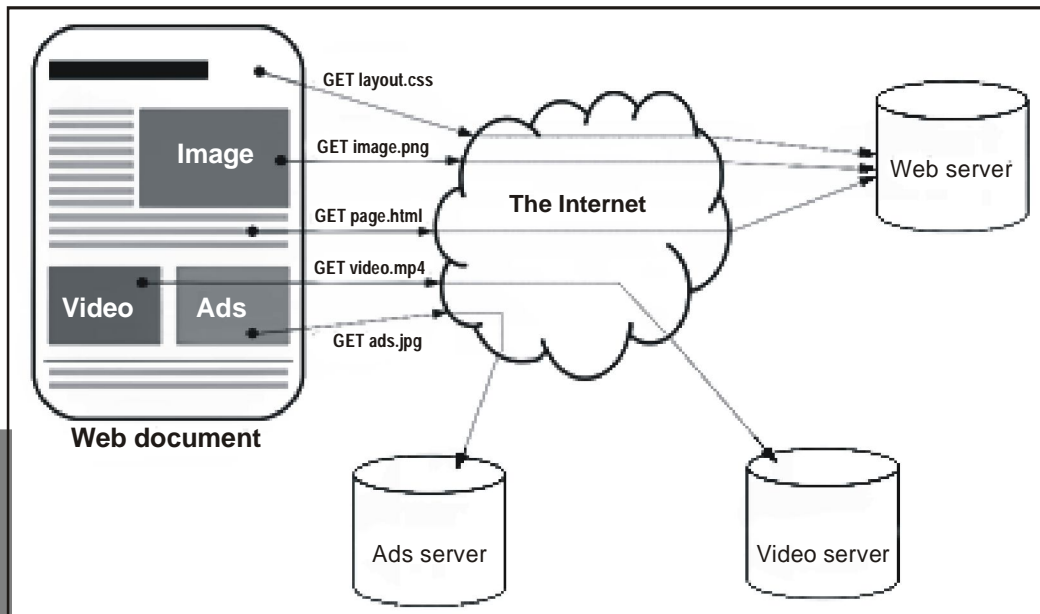 GET layout.css
Image
GET image.png
Web server
The Internet
GET page.html
GET video.mp4
Video
Ads
GET ads.jpg
Web document
Ads server
Video server